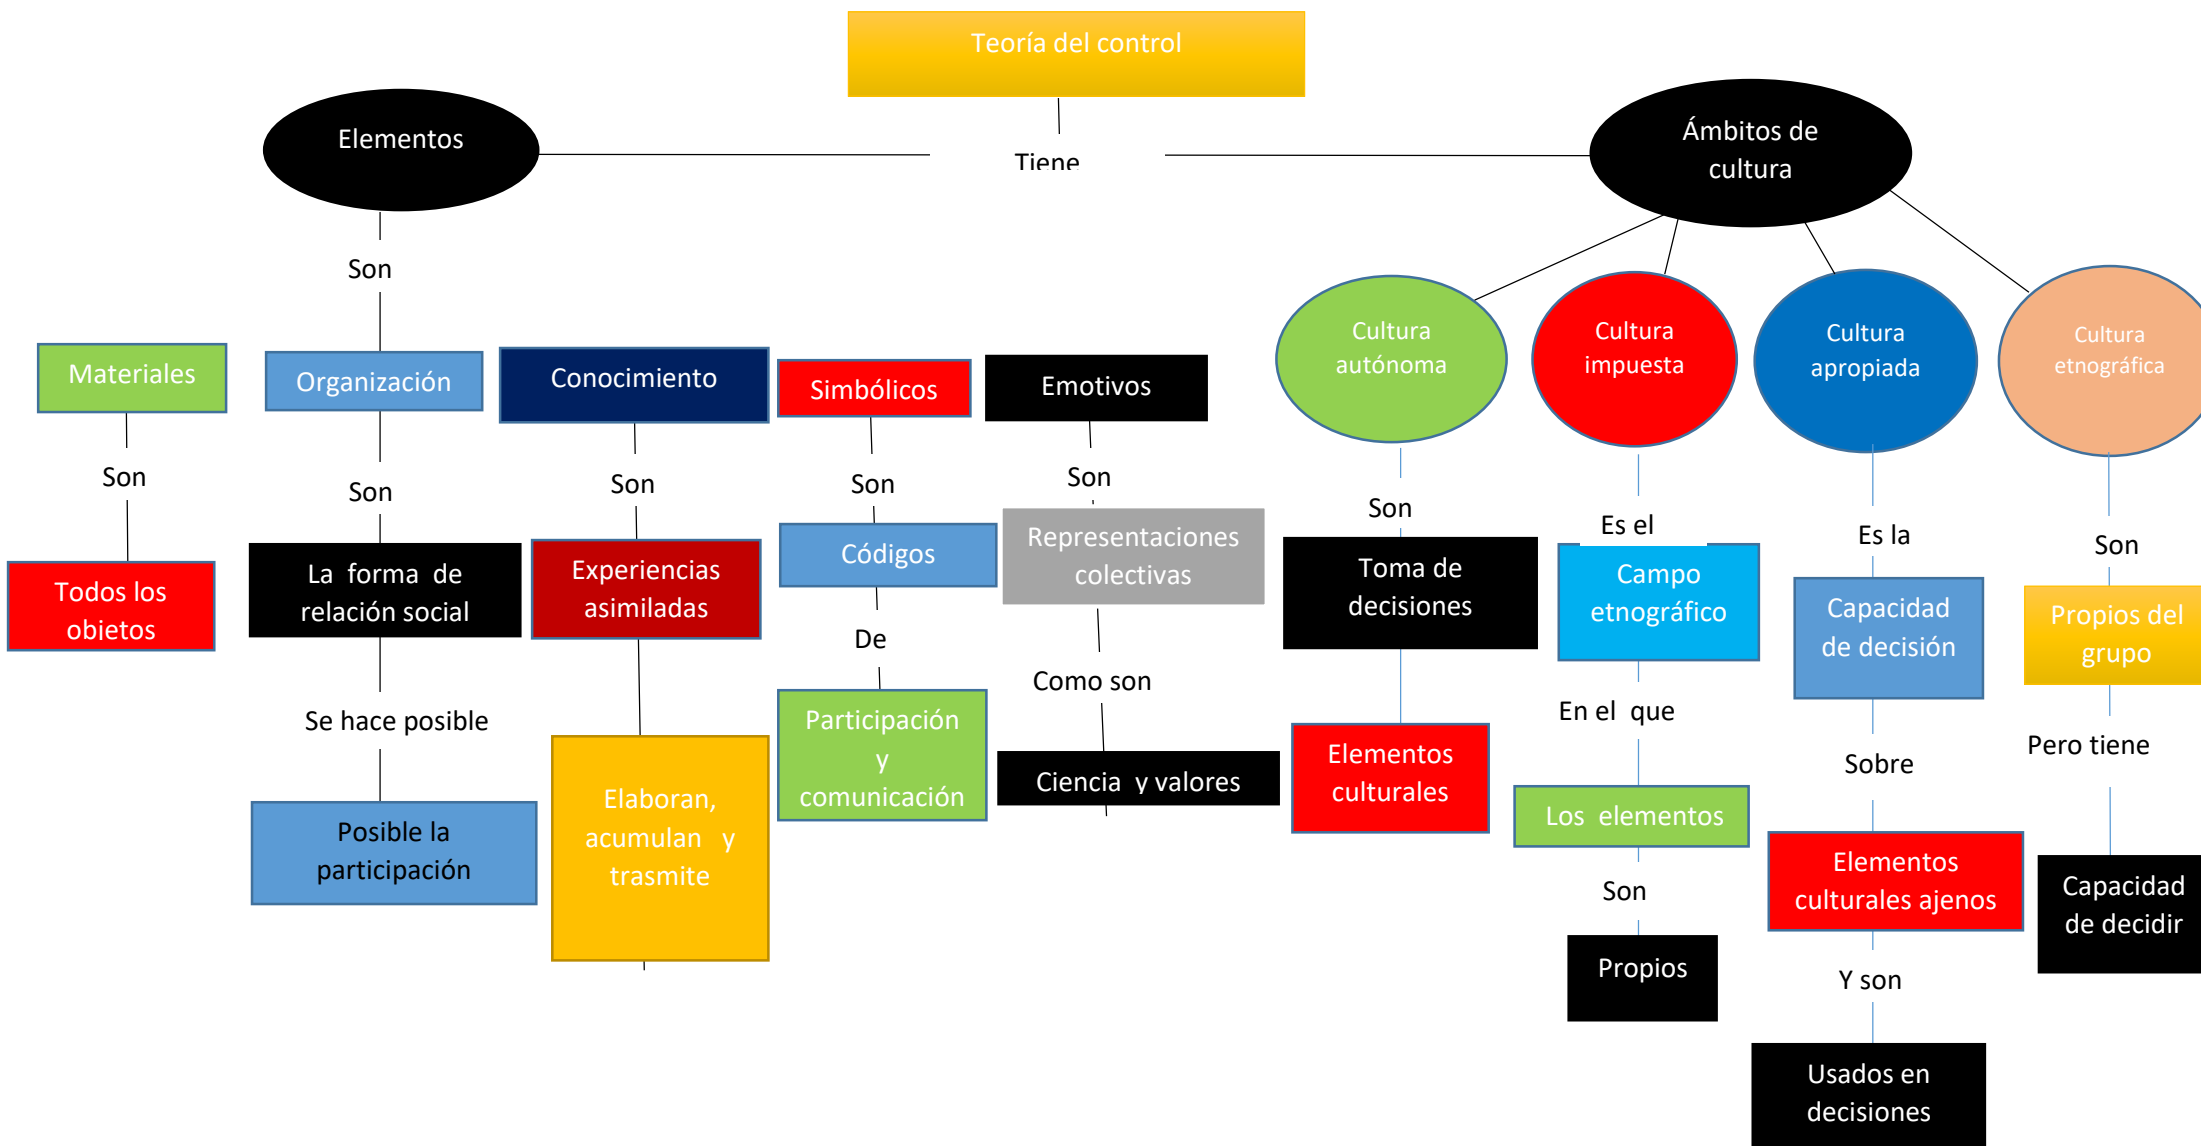 Teoría del control
Tiene
Elementos
Son
Materiales
Son
Todos los
objetos
Organización
Son
La forma de
relación social
Se hace posible
Posible la
participación
Conocimiento
Son
Experiencias
asimiladas
Elaboran,
acumulan y
trasmite
Simbólicos
Son
Códigos
De
Participación
y
comunicación
Emotivos
Son
Representaciones
colectivas
Como son
Ciencia y valores
Ámbitos de
cultura
Cultura
autónoma
Son
Toma de
decisiones
Elementos
culturales
Cultura
impuesta
Es el
Campo
etnográfico
En el que
Los elementos
Son
Propios
Cultura
apropiada
Es la
Capacidad
de decisión
Sobre
Elementos
culturales ajenos
Y son
Usados en
decisiones
Cultura
etnográfica
Son
Propios del
grupo
Pero tiene
Capacidad
de decidir